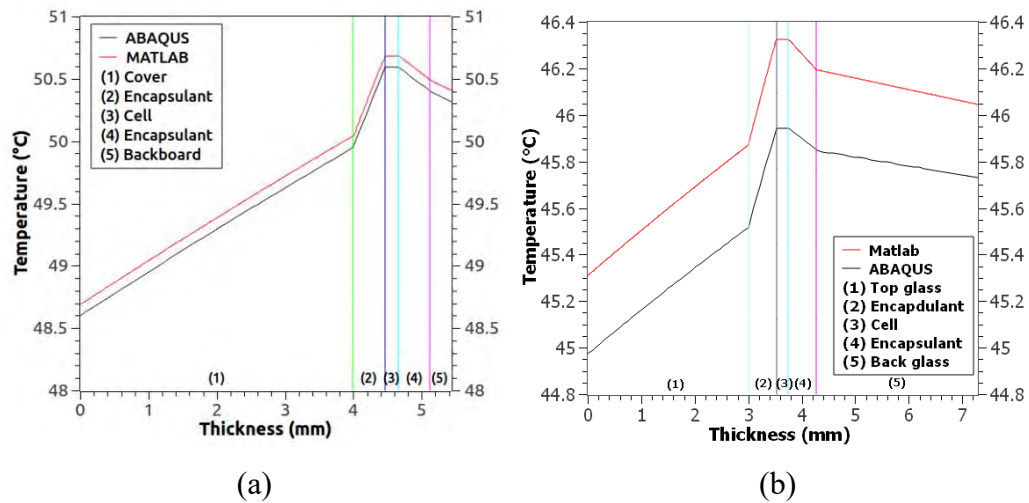 51
50.5
50
49.5
49
48.5
48
51
50.5
50
49.5
49
48.5
48
Temperature (°C)
ABAQUS
MATLAB
(1) Cover
(2) Encapsulant
(3) Cell
(4) Encapsulant
(5) Backboard
(1) (2) (3) (4) (5)
0 1 2 3 4 5
Thickness (mm)
(a)
46.4
46.2
46
45.8
45.6
45.4
45.2
45
44.8
46.4
46.2
46
45.8
45.6
45.4
45.2
45
44.8
Temperature (°C)
Matlab
ABAQUS
(1) Top glass
(2) Encapdulant
(3) Cell
(4) Encapsulant
(5) Back glass
(1) (2) (3) (4) (5)
0 1 2 3 4 5 6 7
Thickness (mm)
(b)